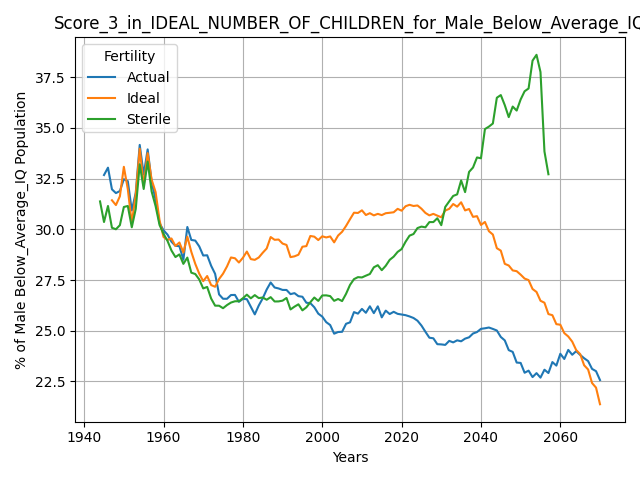 Score_3_in_IDEAL_NUMBER_OF_CHILDREN_for_Male_Below_Average_IQ
Fertility
Actual
Ideal
Sterile
% of Male Below_Average_IQ Population
37.5
35.0
32.5
30.0
27.5
25.0
22.5
1940 1960 1980 2000 2020 2040 2060
Years